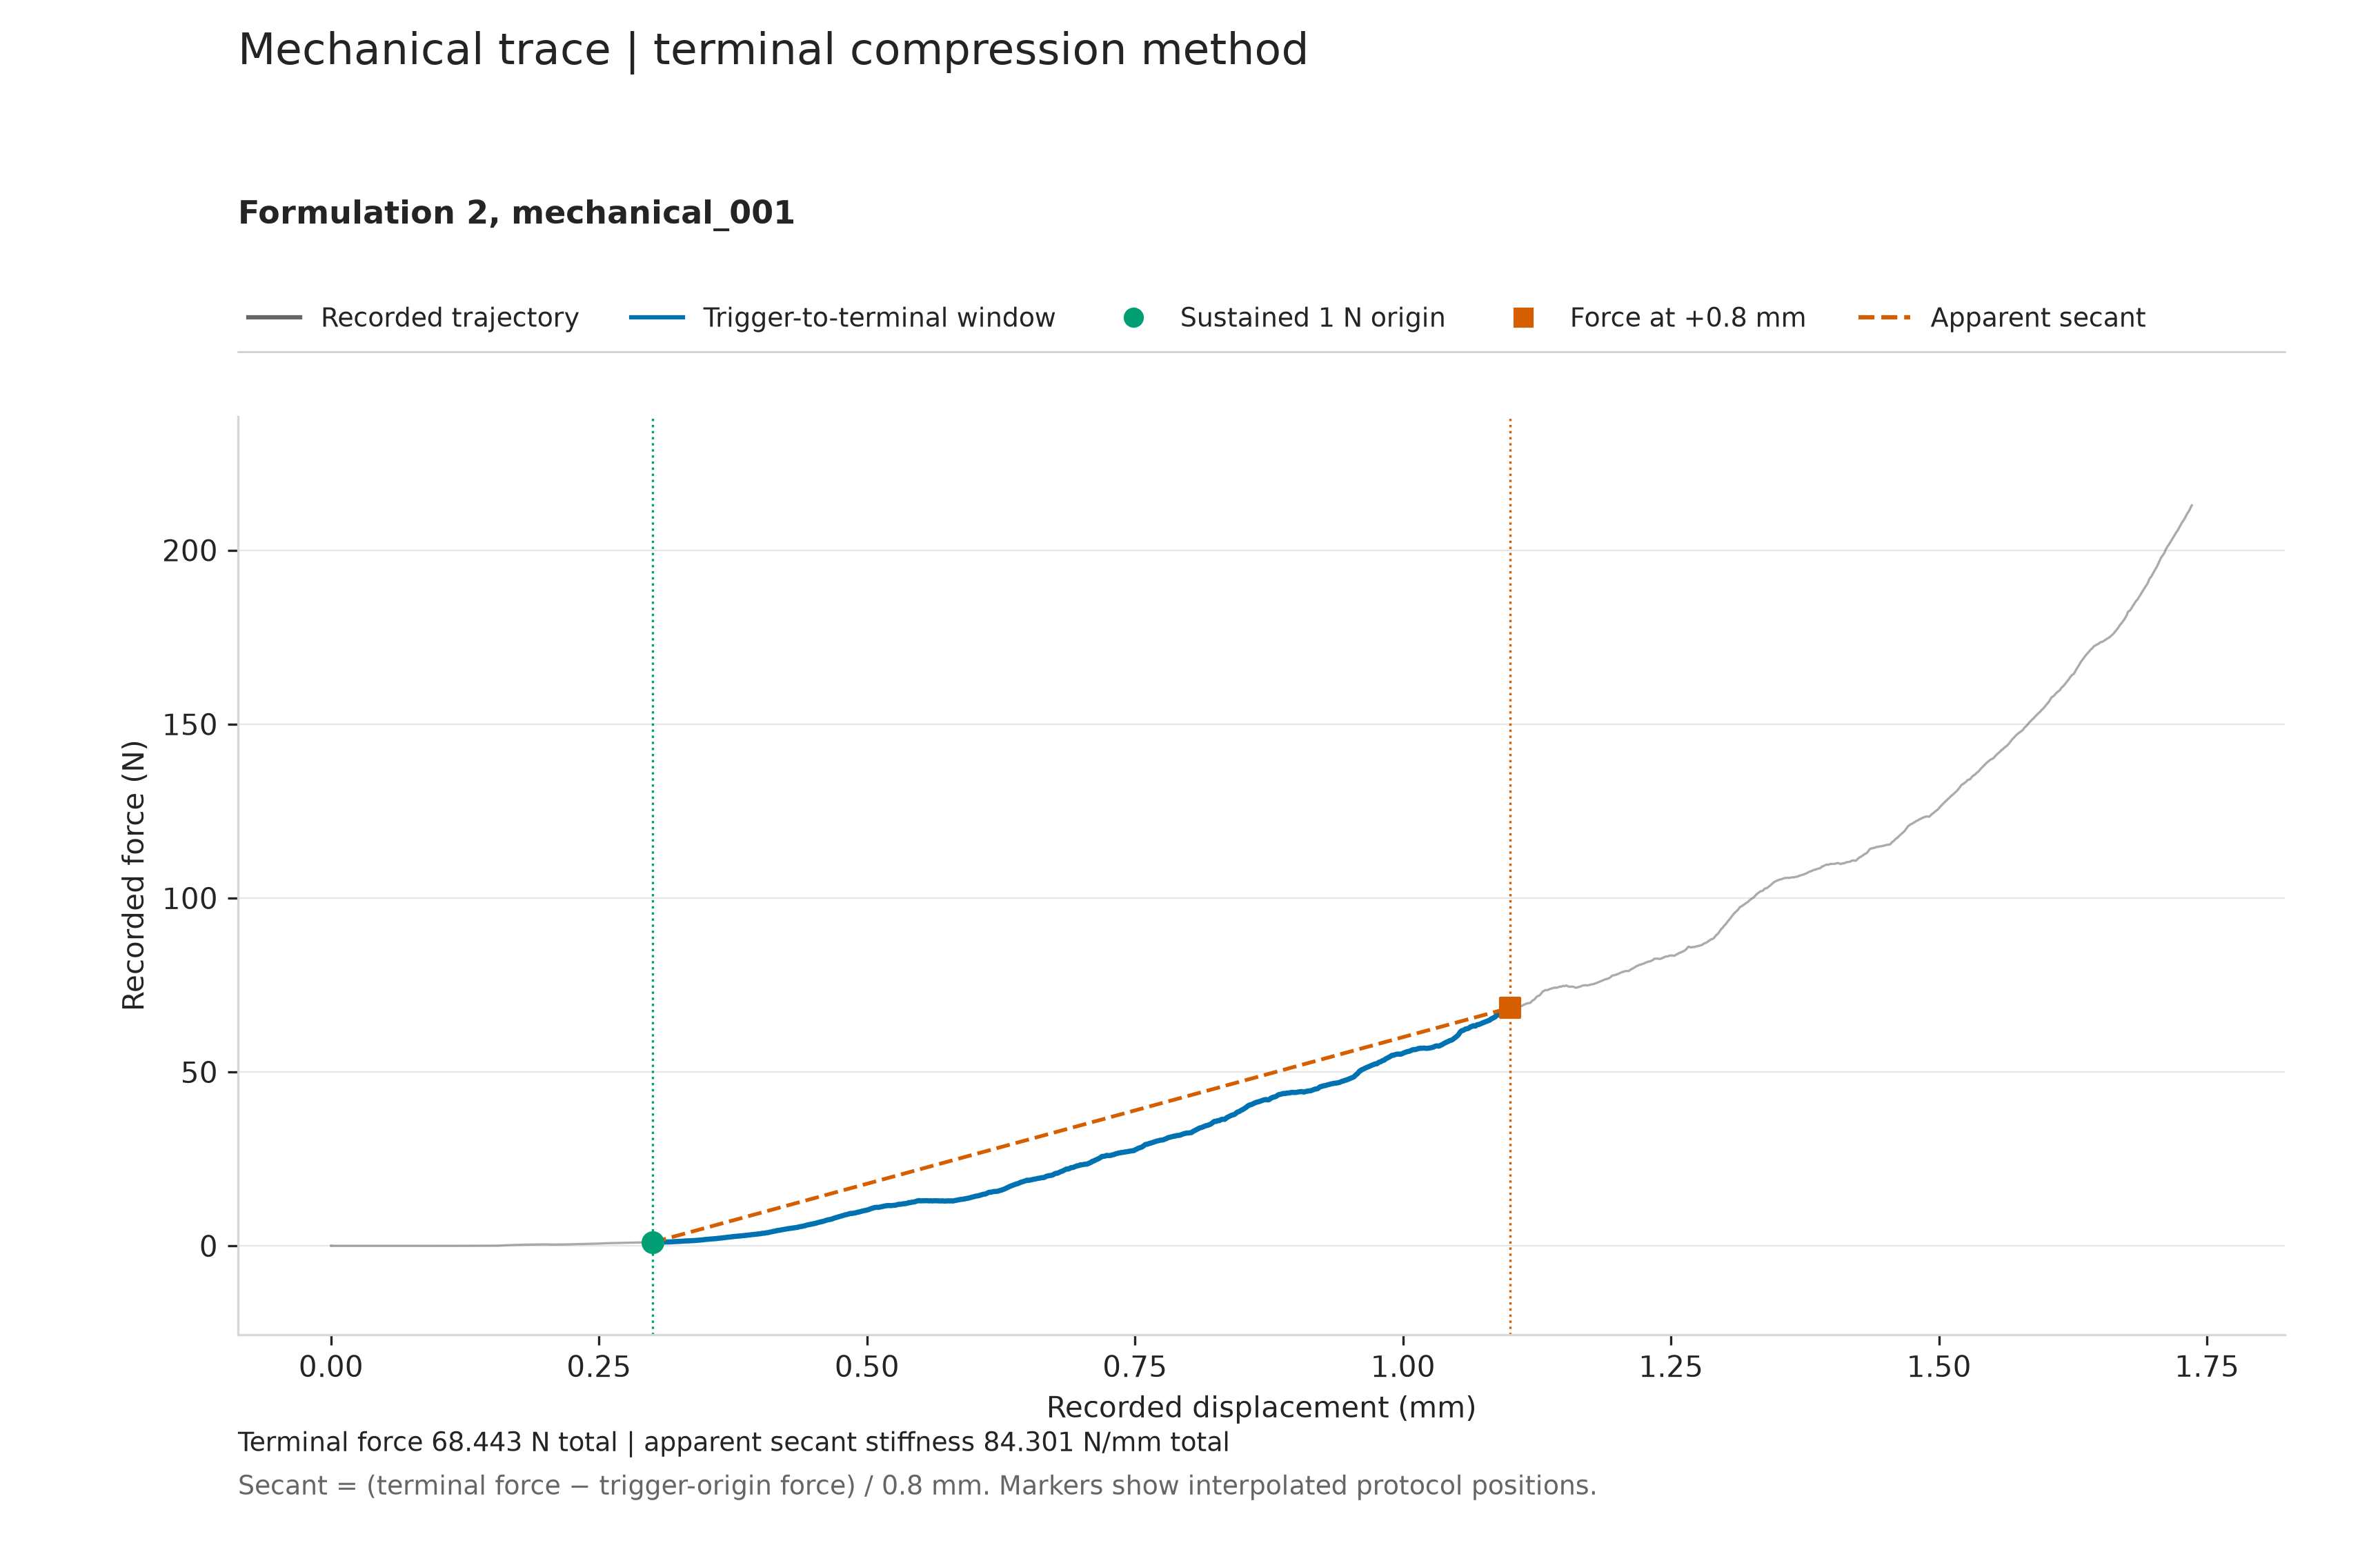 Mechanical trace | terminal compression method
Formulation 2, mechanical_001
Recorded trajectory
Trigger-to-terminal window
Sustained 1 N origin
Force at +0.8 mm
Apparent secant
Recorded force (N)
200
150
100
50
0
0.00 0.25 0.50 0.75 1.00 1.25 1.50 1.75
Recorded displacement (mm)
Terminal force 68.443 N total | apparent secant stiffness 84.301 N/mm total
Secant = (terminal force − trigger-origin force) / 0.8 mm. Markers show interpolated protocol positions.